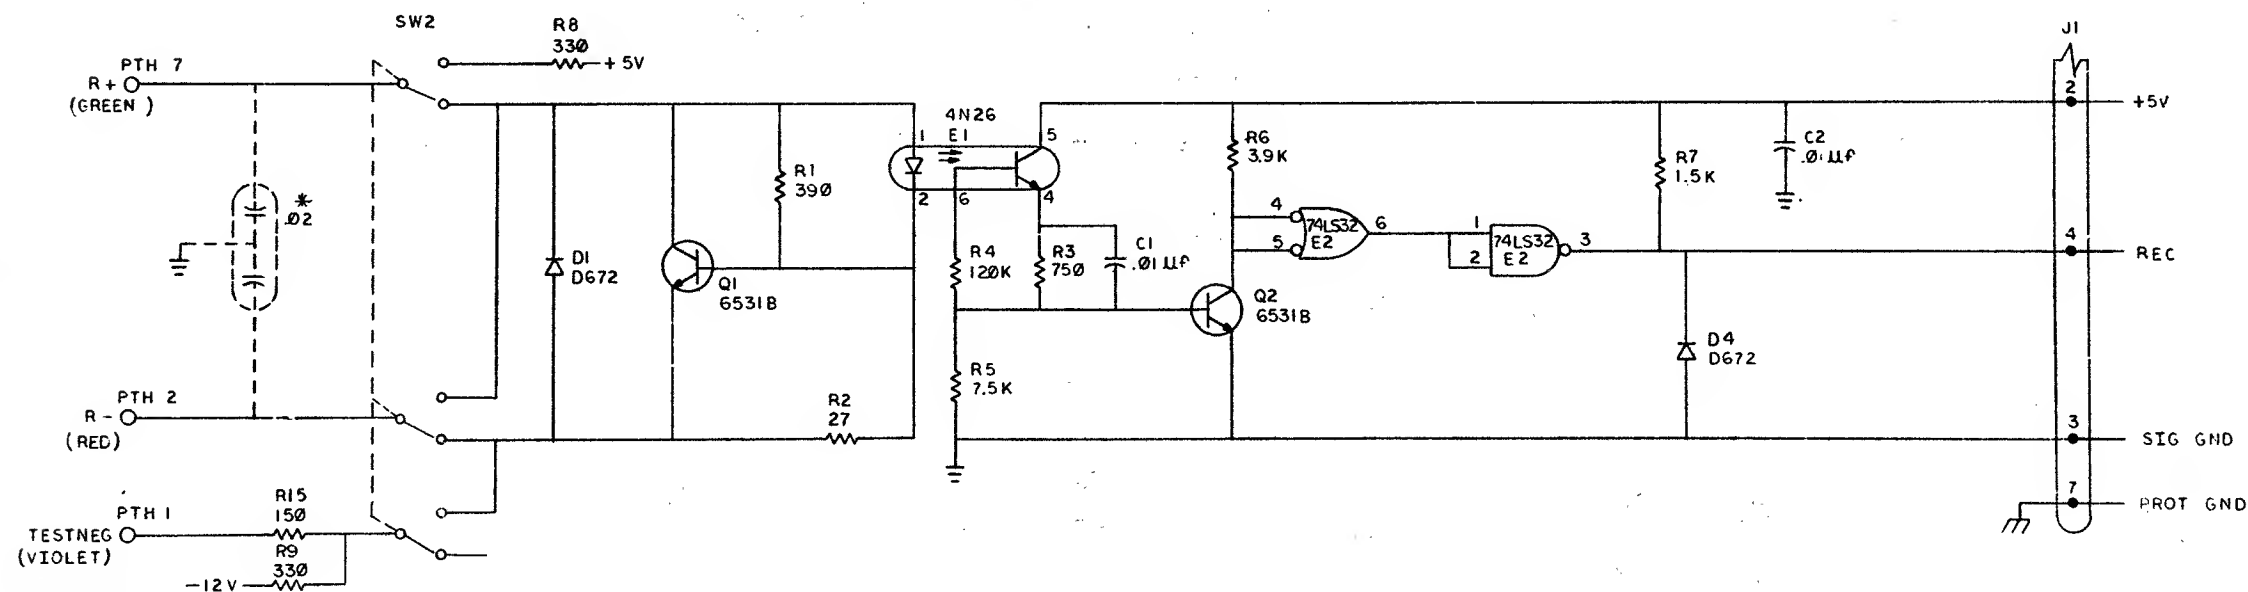 SW2
R8
330
+5V
PTH 7
R+
(GREEN)
*
.02
D1
D672
Q1
6531B
R1
390
4N26
E1
1
5
2
6
4
R4
120K
R3
750
C1
.01µf
R5
7.5K
R2
27
Q2
6531B
R6
3.9K
4
5
74LS32
E2
6
1
2
74LS32
E2
3
R7
1.5K
C2
.01µf
D4
D672
J1
2
+5V
4
REC
3
SIG GND
7
PROT GND
PTH 2
R-
(RED)
PTH 1
TESTNEG
(VIOLET)
R15
150
R9
330
-12V